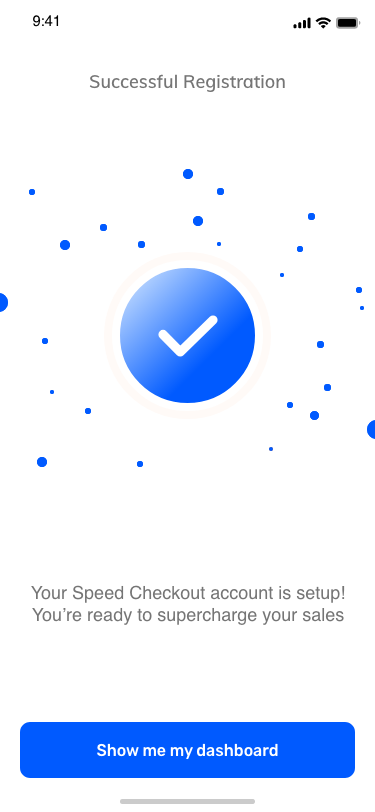 9:41
Successful Registration
Your Speed Checkout account is setup!
You’re ready to supercharge your sales
Show me my dashboard